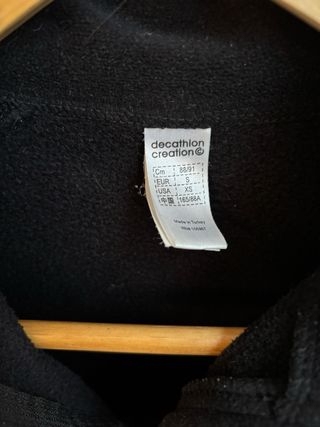 decathlon
creation©
Cm 88/91
EUR S
USA XS
中国 165/88A
Made in Turkey